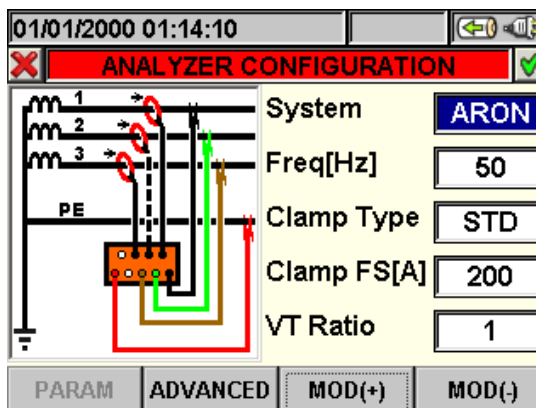 01/01/2000 01:14:10
ANALYZER CONFIGURATION
1
2
3
PE
System ARON
Freq[Hz] 50
Clamp Type STD
Clamp FS[A] 200
VT Ratio 1
PARAM ADVANCED MOD(+) MOD(-)